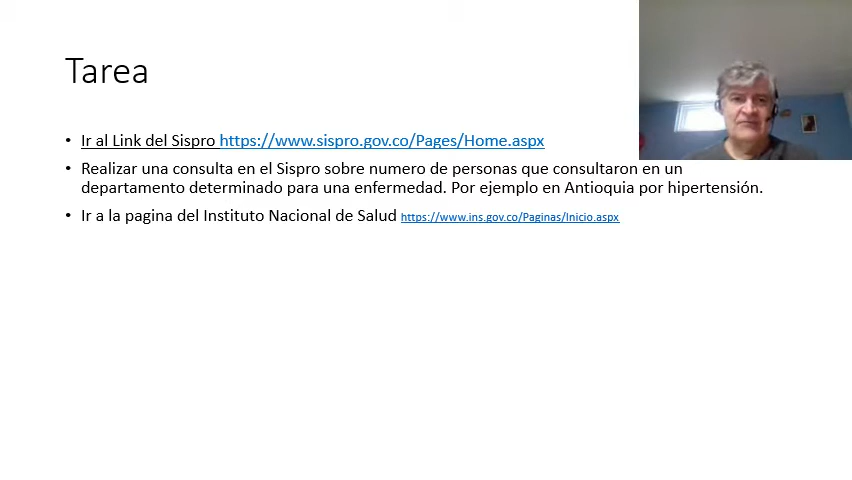 Tarea
• Ir al Link del Sispro https://www.sispro.gov.co/Pages/Home.aspx
• Realizar una consulta en el Sispro sobre numero de personas que consultaron en un
departamento determinado para una enfermedad. Por ejemplo en Antioquia por hipertensión.
• Ir a la pagina del Instituto Nacional de Salud https://www.ins.gov.co/Paginas/Inicio.aspx